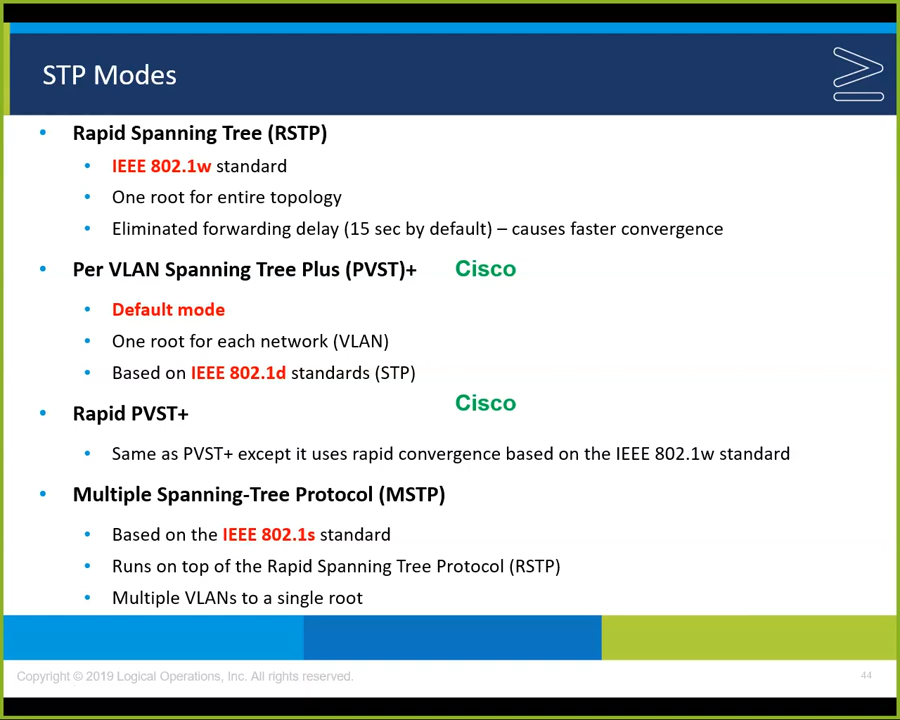 STP Modes
• Rapid Spanning Tree (RSTP)
• IEEE 802.1w standard
• One root for entire topology
• Eliminated forwarding delay (15 sec by default) – causes faster convergence
• Per VLAN Spanning Tree Plus (PVST)+ Cisco
• Default mode
• One root for each network (VLAN)
• Based on IEEE 802.1d standards (STP)
• Rapid PVST+ Cisco
• Same as PVST+ except it uses rapid convergence based on the IEEE 802.1w standard
• Multiple Spanning-Tree Protocol (MSTP)
• Based on the IEEE 802.1s standard
• Runs on top of the Rapid Spanning Tree Protocol (RSTP)
• Multiple VLANs to a single root
Copyright © 2019 Logical Operations, Inc. All rights reserved. 44